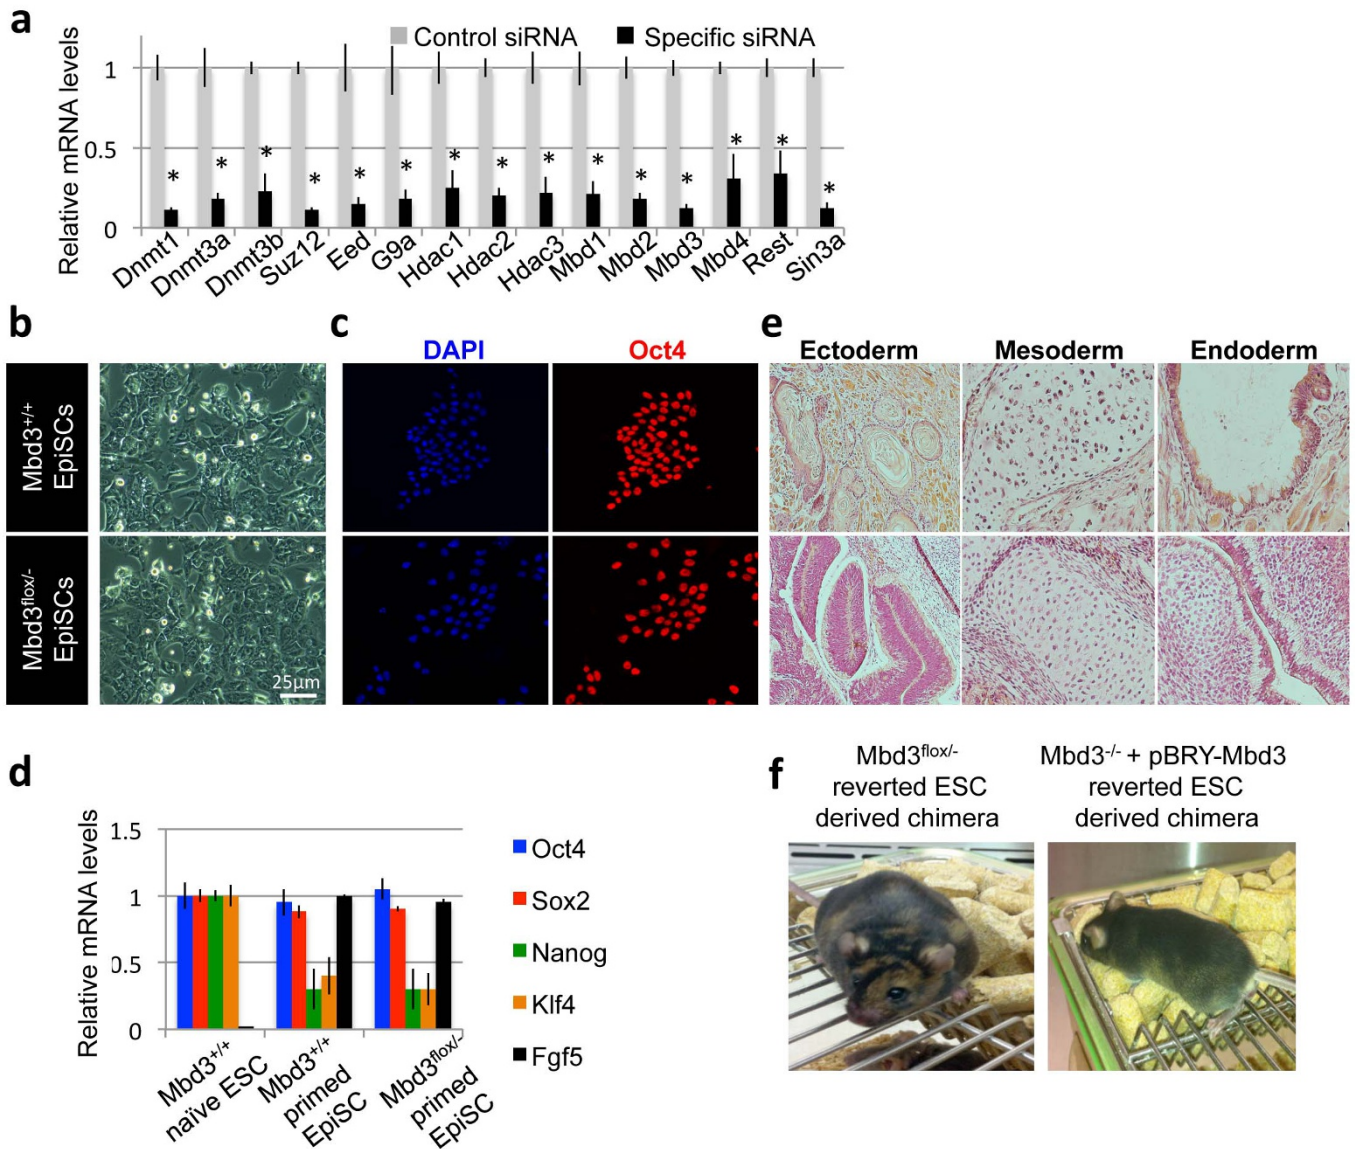 a
Control siRNA
Specific siRNA
Relative mRNA levels
1
0.5
0
Dnmt1
Dnmt3a
Dnmt3b
Suz12
Eed
G9a
Hdac1
Hdac2
Hdac3
Mbd1
Mbd2
Mbd3
Mbd4
Rest
Sin3a
* * * * * * * * * * * * * * *
b
Mbd3+/+
EpiSCs
Mbd3flox/-
EpiSCs
25μm
c
DAPI
Oct4
e
Ectoderm
Mesoderm
Endoderm
d
Relative mRNA levels
1.5
1
0.5
0
Mbd3+/+
naïve ESC
Mbd3+/+
primed
EpiSC
Mbd3flox/-
primed
EpiSC
Oct4
Sox2
Nanog
Klf4
Fgf5
f
Mbd3flox/-
reverted ESC
derived chimera
Mbd3-/- + pBRY-Mbd3
reverted ESC
derived chimera